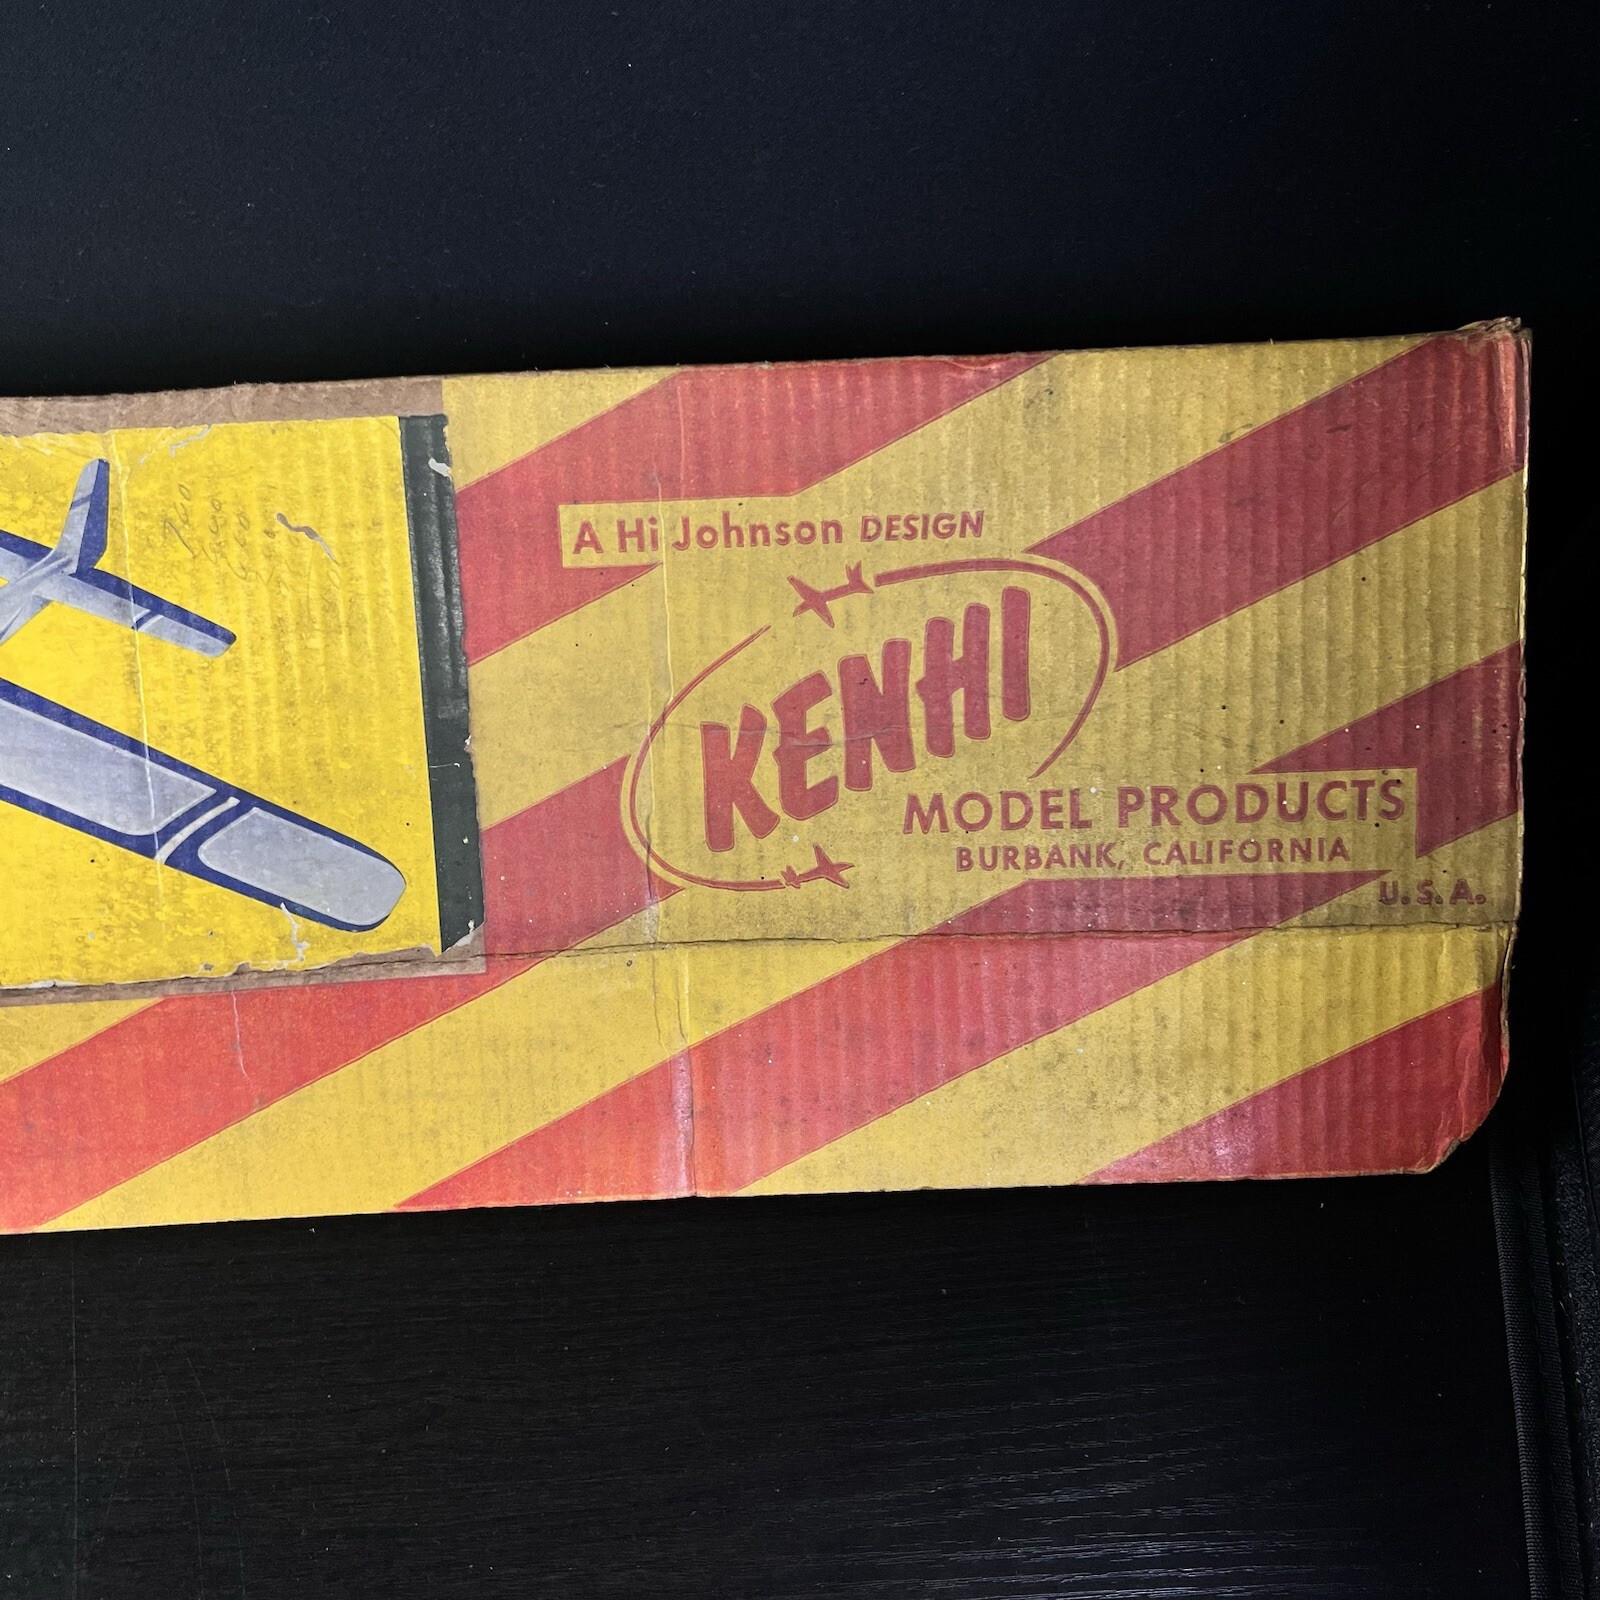 A Hi Johnson DESIGN
KENHI
MODEL PRODUCTS
BURBANK, CALIFORNIA
U.S.A.